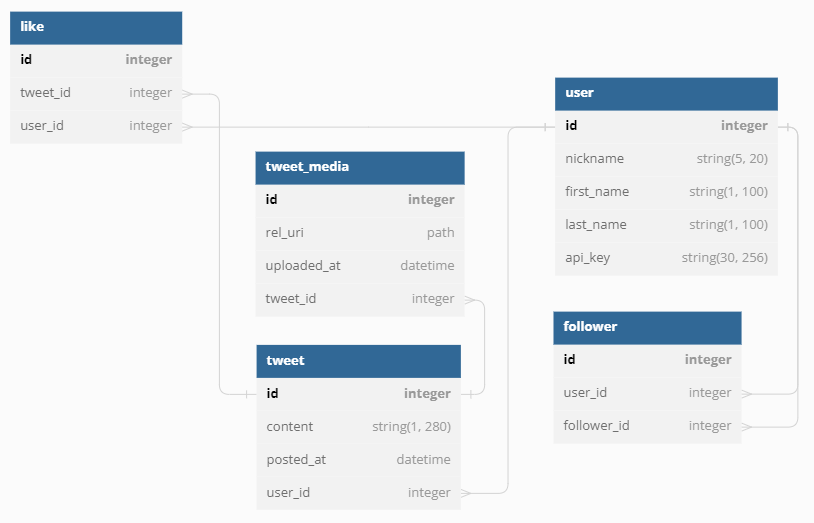 like
id integer
tweet_id integer
user_id integer
tweet_media
id integer
rel_uri path
uploaded_at datetime
tweet_id integer
tweet
id integer
content string(1, 280)
posted_at datetime
user_id integer
user
id integer
nickname string(5, 20)
first_name string(1, 100)
last_name string(1, 100)
api_key string(30, 256)
follower
id integer
user_id integer
follower_id integer